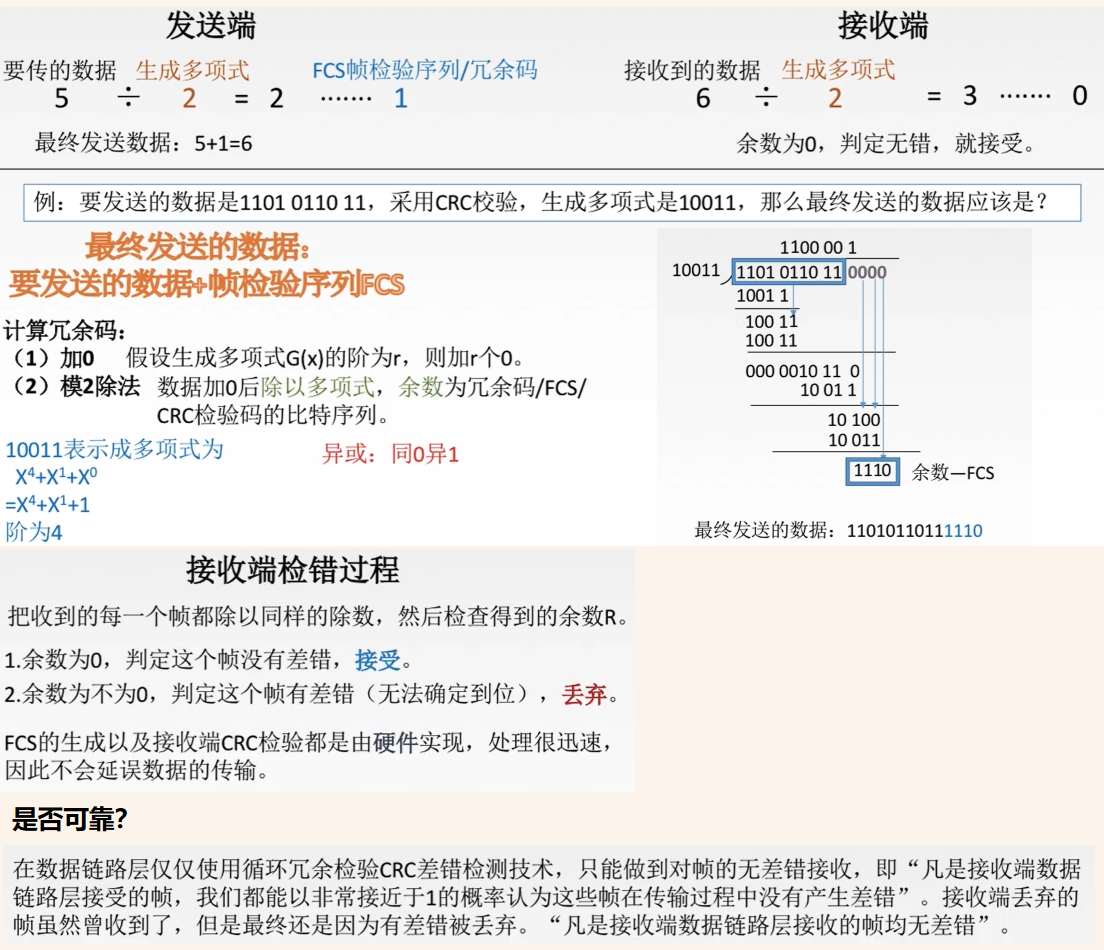 发送端
接收端
要传的数据 生成多项式 FCS帧检验序列/冗余码
5 ÷ 2 = 2 ······· 1
最终发送数据：5+1=6
接收到的数据 生成多项式
6 ÷ 2 = 3 ······· 0
余数为0，判定无错，就接受。
例：要发送的数据是1101 0110 11，采用CRC校验，生成多项式是10011，那么最终发送的数据应该是？
最终发送的数据：
要发送的数据+帧检验序列FCS
计算冗余码：
（1）加0 假设生成多项式G(x)的阶为r，则加r个0。
（2）模2除法 数据加0后除以多项式，余数为冗余码/FCS/
CRC检验码的比特序列。
10011表示成多项式为
X⁴+X¹+X⁰
=X⁴+X¹+1
阶为4
异或：同0异1
1100 00 1
10011 1101 0110 11 0000
1001 1
100 11
100 11
000 0010 11 0
10 01 1
10 100
10 011
1110 余数—FCS
最终发送的数据：11010110111110
接收端检错过程
把收到的每一个帧都除以同样的除数，然后检查得到的余数R。
1.余数为0，判定这个帧没有差错，接受。
2.余数为不为0，判定这个帧有差错（无法确定到位），丢弃。
FCS的生成以及接收端CRC检验都是由硬件实现，处理很迅速，
因此不会延误数据的传输。
是否可靠？
在数据链路层仅仅使用循环冗余检验CRC差错检测技术，只能做到对帧的无差错接收，即“凡是接收端数据
链路层接受的帧，我们都能以非常接近于1的概率认为这些帧在传输过程中没有产生差错”。接收端丢弃的
帧虽然曾收到了，但是最终还是因为有差错被丢弃。“凡是接收端数据链路层接收的帧均无差错”。